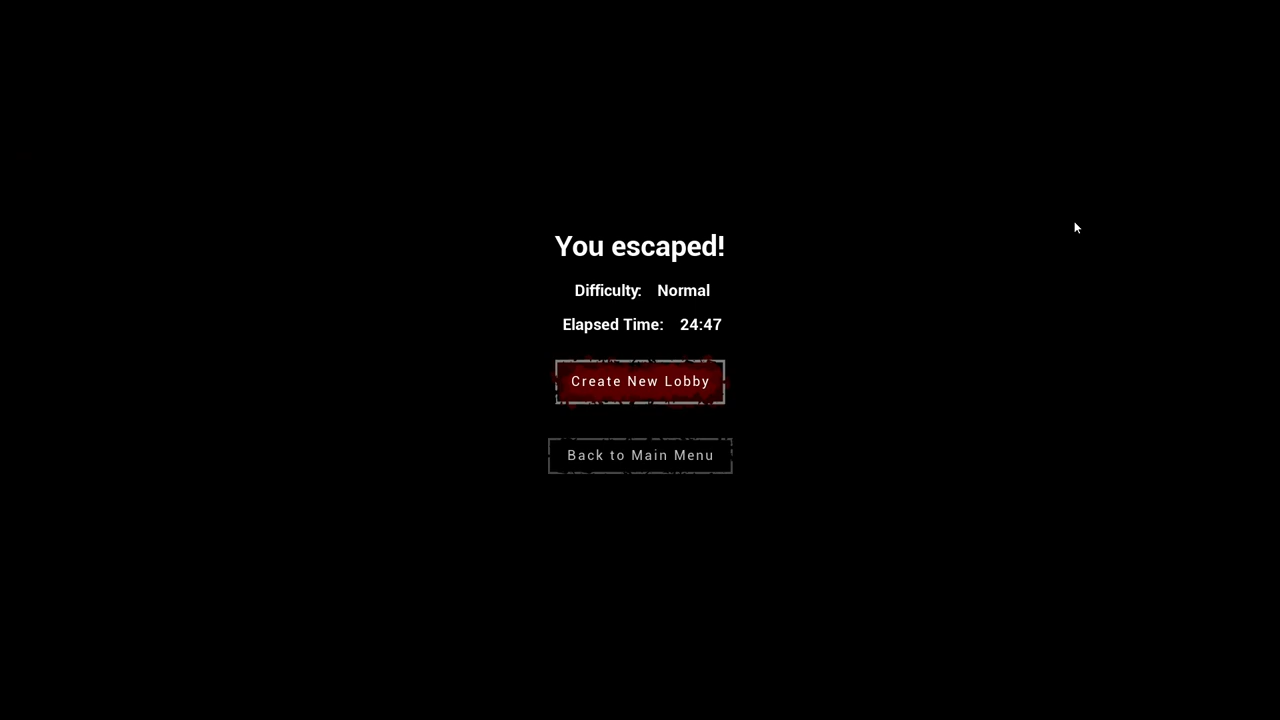 You escaped!
Difficulty: Normal
Elapsed Time: 24:47
Create New Lobby
Back to Main Menu